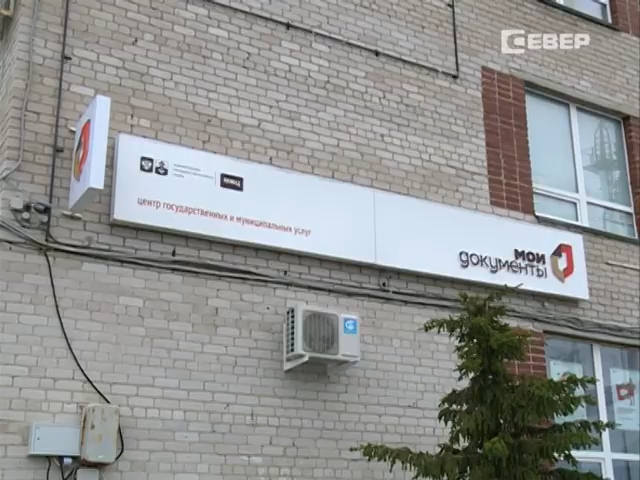 СЕВЕР
центр государственных и муниципальных услуг
мои
документы